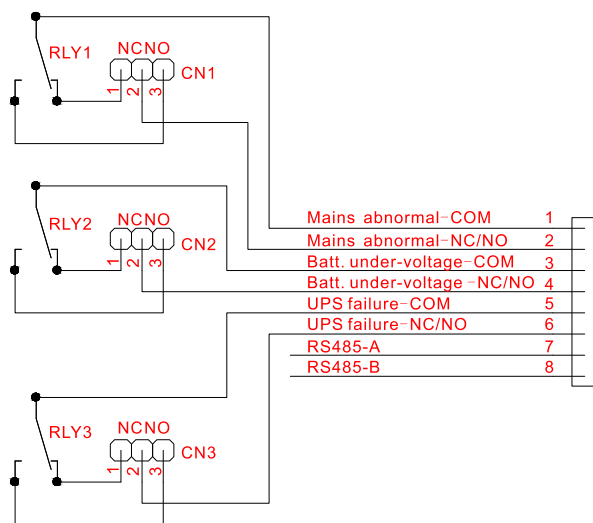 RLY1
NCNO
CN1
1 2 3
RLY2
NCNO
CN2
1 2 3
Mains abnormal-COM 1
Mains abnormal-NC/NO 2
Batt. under-voltage-COM 3
Batt. under-voltage -NC/NO 4
UPS failure-COM 5
UPS failure-NC/NO 6
RS485-A 7
RS485-B 8
RLY3
NCNO
CN3
1 2 3